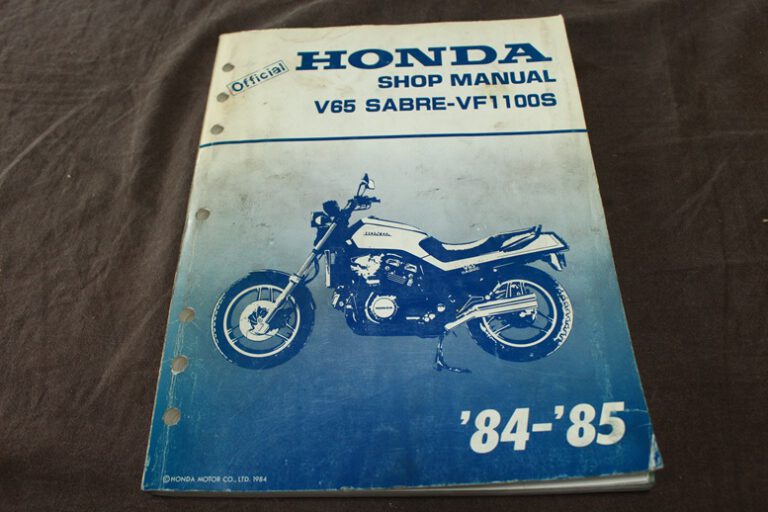 Official
HONDA
SHOP MANUAL
V65 SABRE-VF1100S
'84-'85
©HONDA MOTOR CO., LTD. 1984